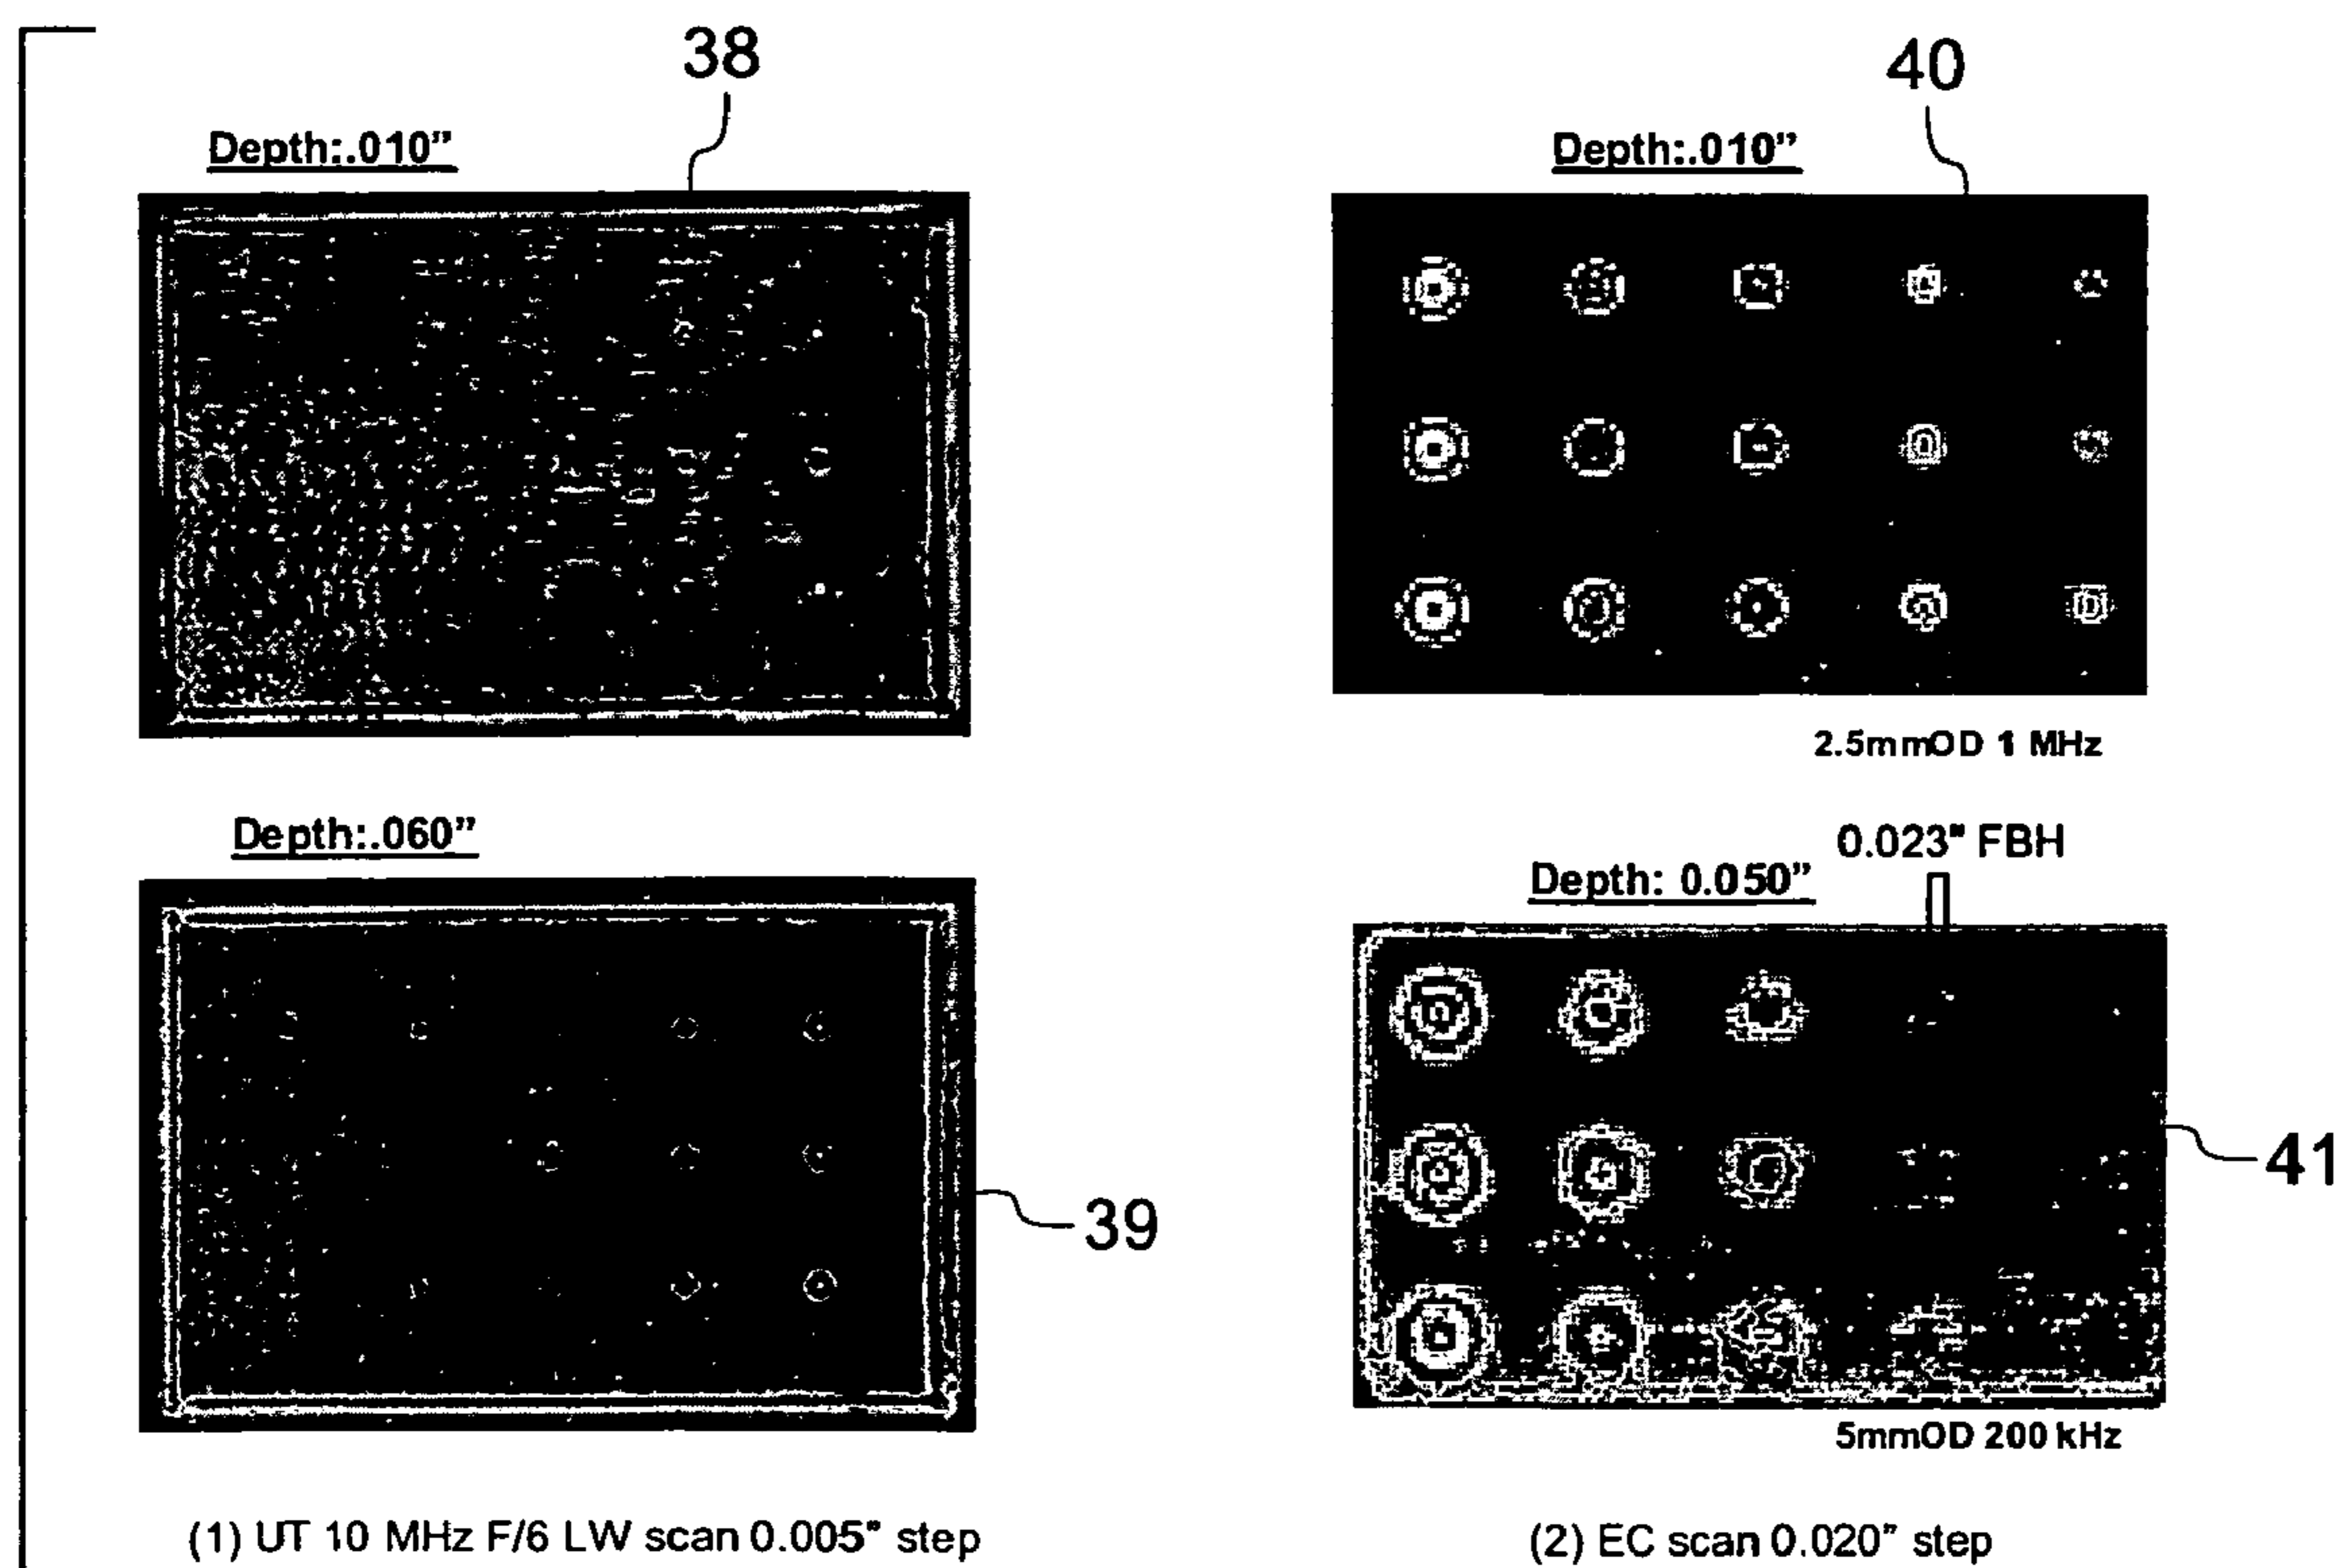 38
Depth:.010”
40
Depth:.010”
2.5mmOD 1 MHz
Depth:.060”
39
0.023" FBH
Depth: 0.050”
41
5mmOD 200 kHz
(1) UT 10 MHz F/6 LW scan 0.005" step
(2) EC scan 0.020" step